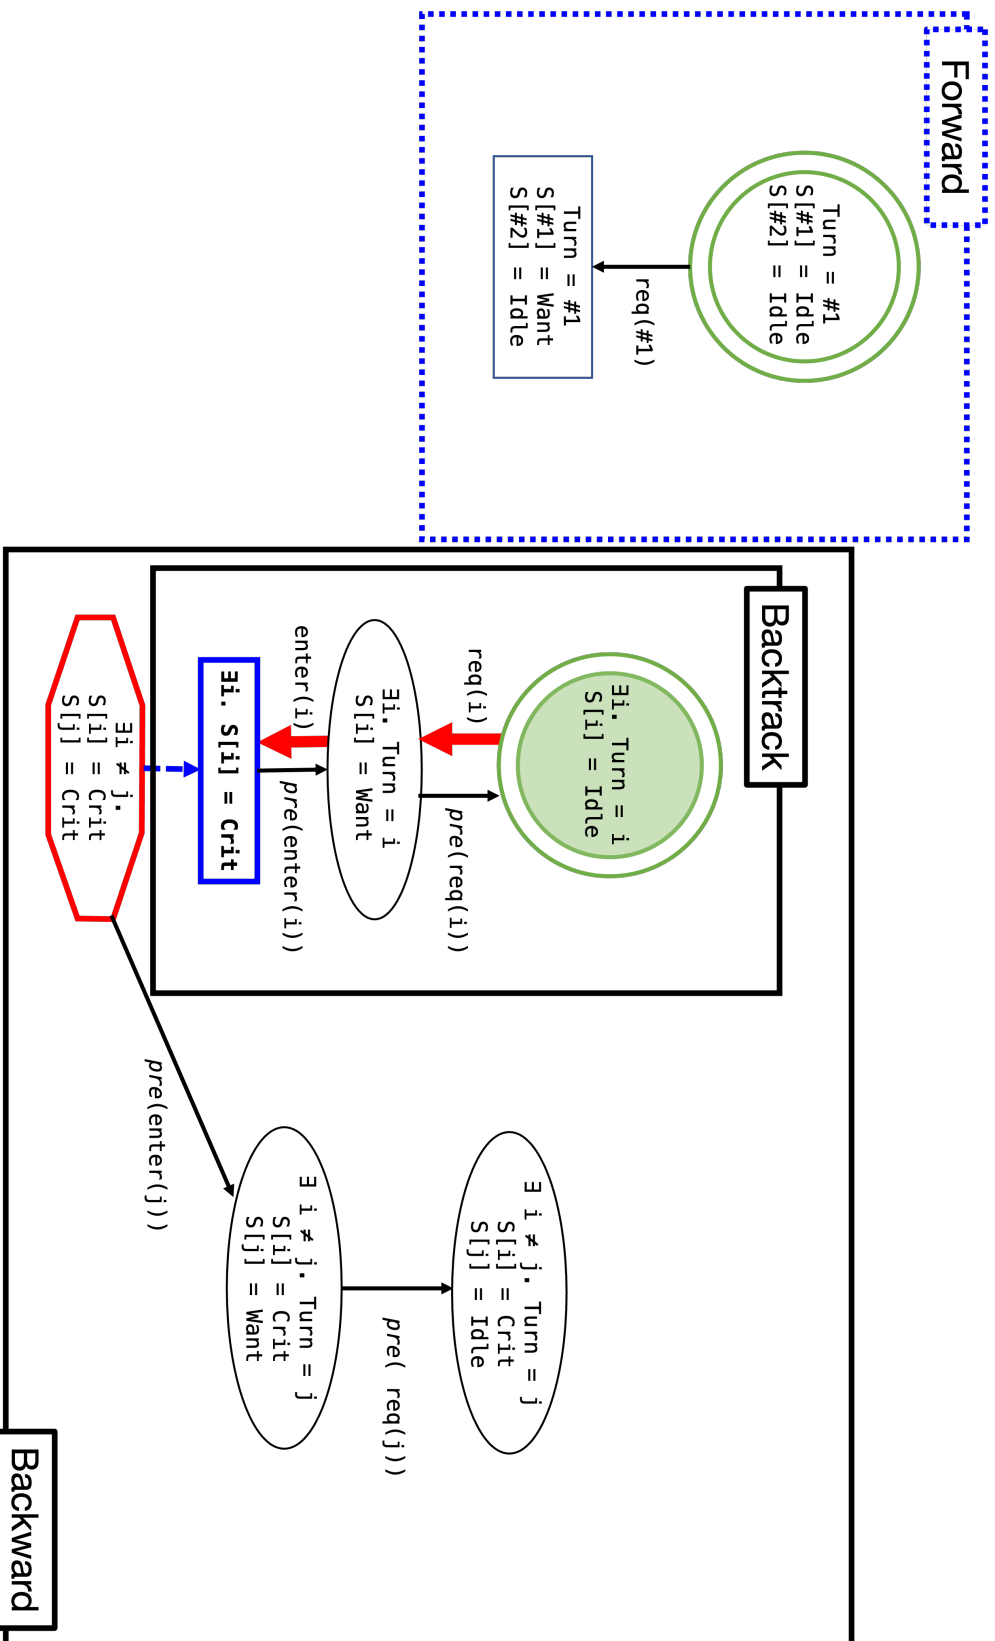 Forward
Turn = #1
S[#1] = Idle
S[#2] = Idle
req(#1)
Turn = #1
S[#1] = Want
S[#2] = Idle
Backtrack
∃i. Turn = i
S[i] = Idle
req(i)
pre(req(i))
∃i. Turn = i
S[i] = Want
enter(i)
pre(enter(i))
∃i. S[i] = Crit
∃i ≠ j.
S[i] = Crit
S[j] = Crit
pre(enter(j))
∃ i ≠ j. Turn = j
S[i] = Crit
S[j] = Idle
pre( req(j))
∃ i ≠ j. Turn = j
S[i] = Crit
S[j] = Want
Backward